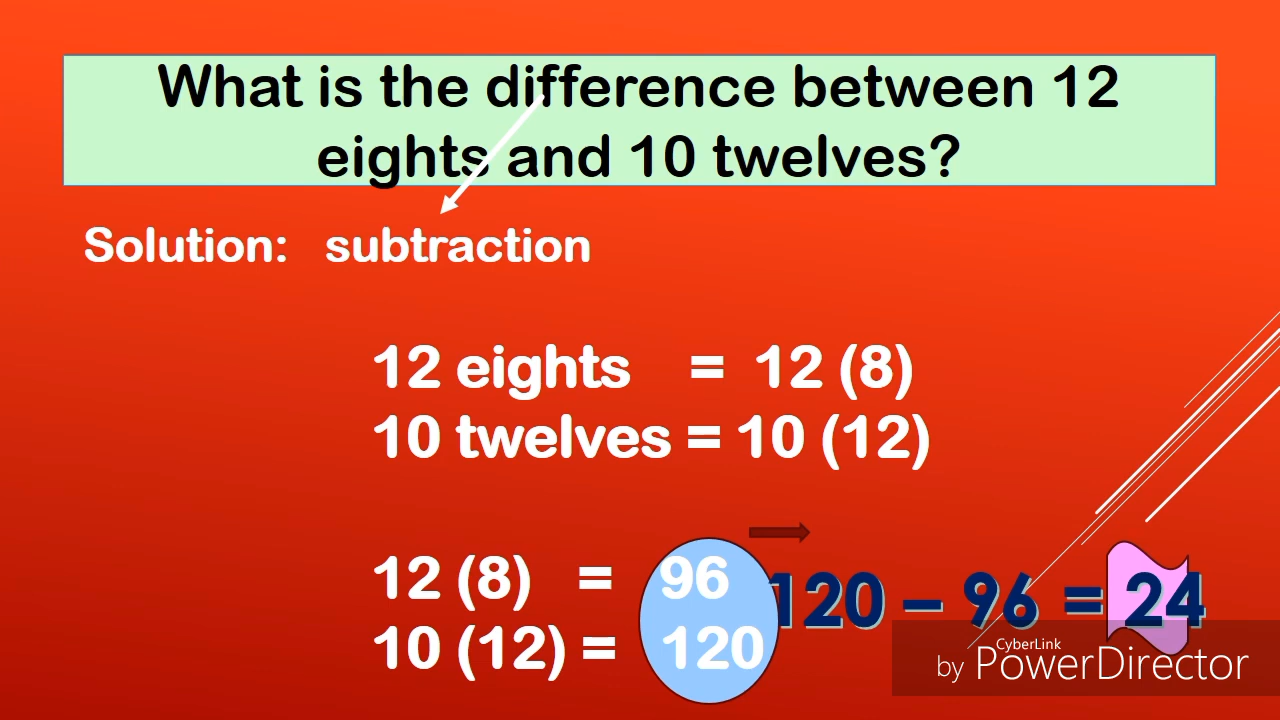 What is the difference between 12
eights and 10 twelves?
Solution: subtraction
12 eights = 12 (8)
10 twelves = 10 (12)
12 (8) = 96
10 (12) = 120
120 – 96 = 24
CyberLink
by PowerDirector